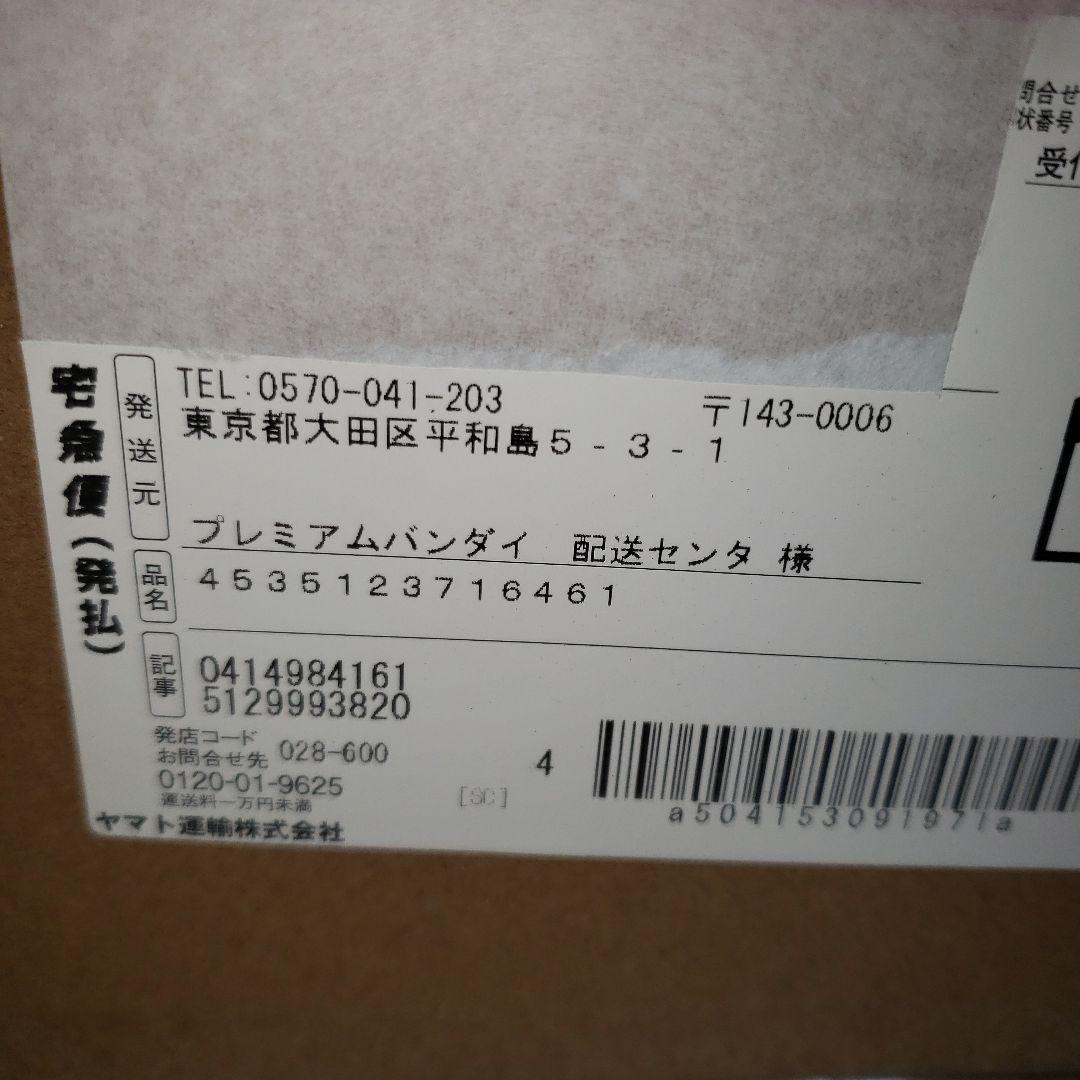 問合せ
状番号
受付
宅急便(発払)
発送元
TEL:0570-041-203 〒143-0006
東京都大田区平和島5-3-1
プレミアムバンダイ 配送センタ 様
品名
4535123716461
記事
0414984161
5129993820
発店コード
お問合せ先 028-600
0120-01-9625
運送料一万円未満
ヤマト運輸株式会社
[SC]
4
a504153091971a